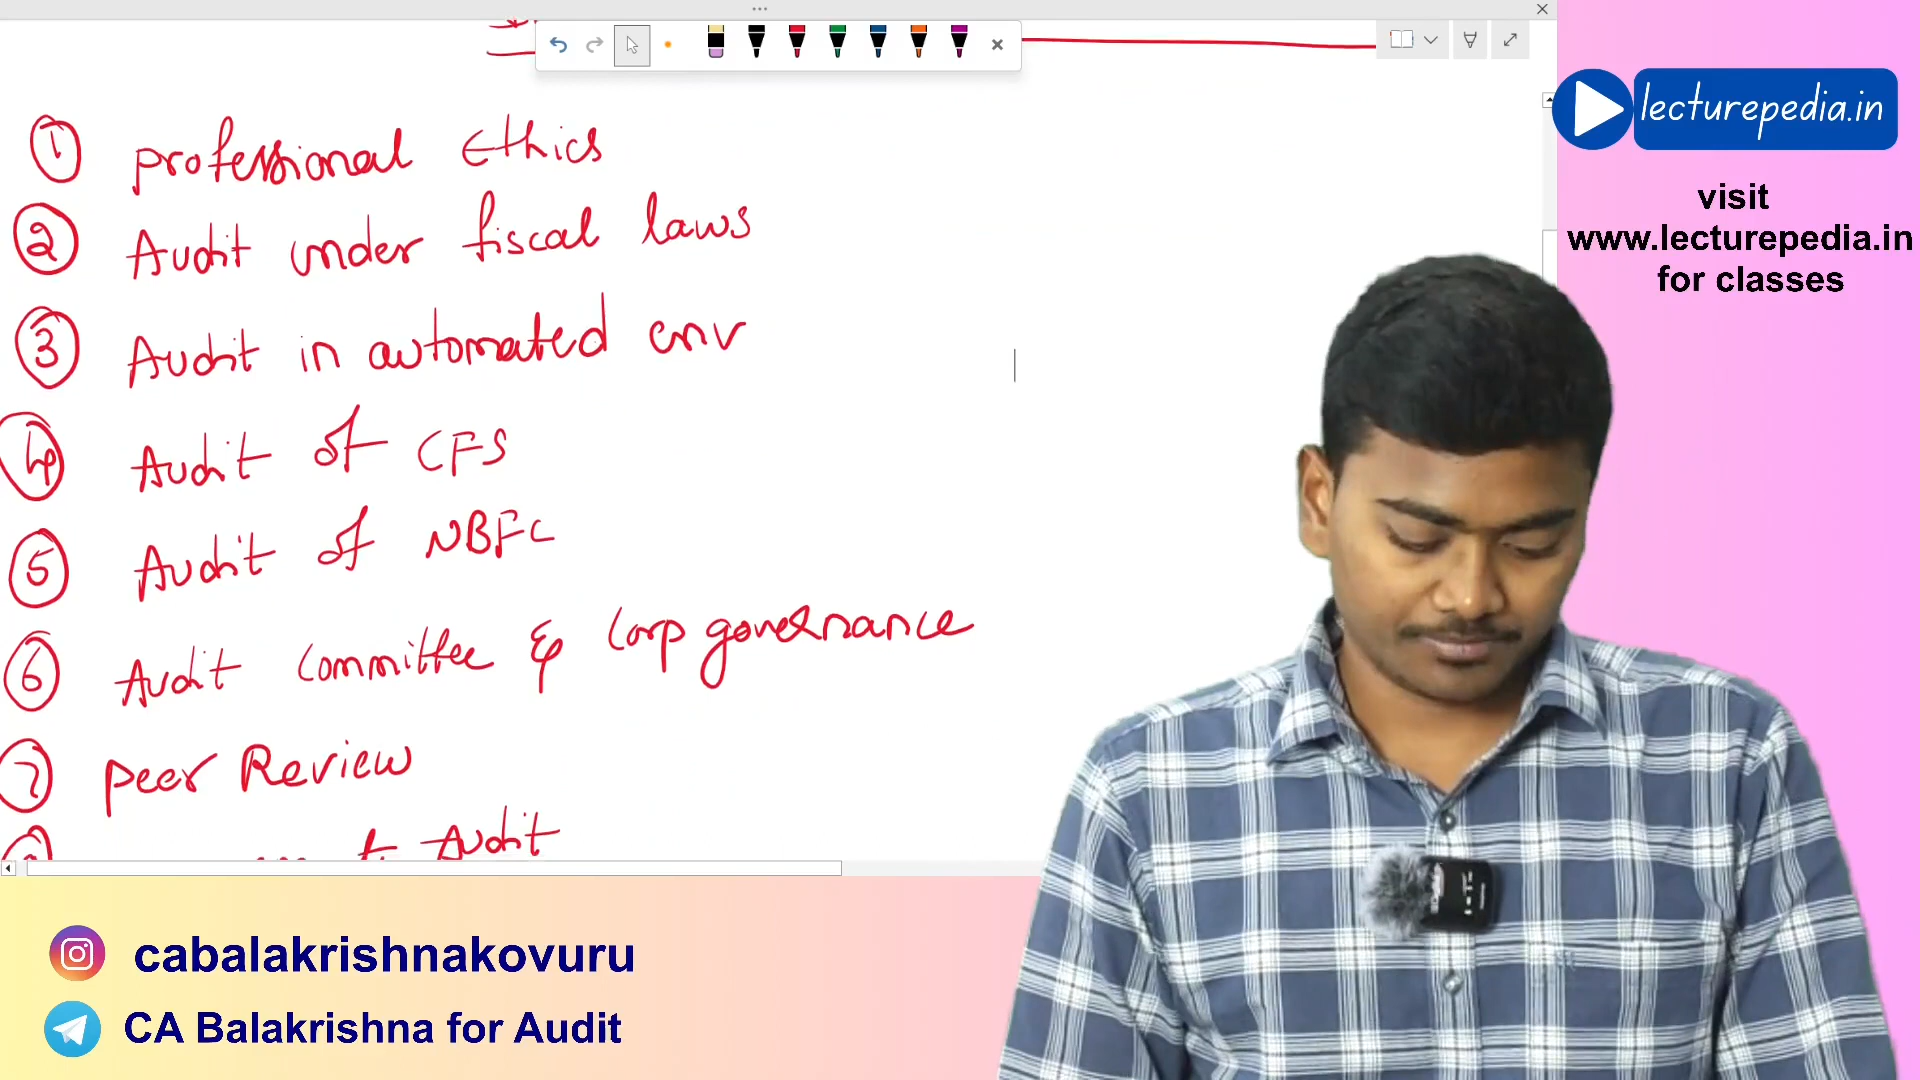 lecturepedia.in
visit
www.lecturepedia.in
for classes
① professional Ethics
② Audit under fiscal laws
③ Audit in automated env
④ Audit of CFS
⑤ Audit of NBFC
⑥ Audit committee & Corp governance
⑦ peer Review
Audit
cabalakrishnakovuru
CA Balakrishna for Audit